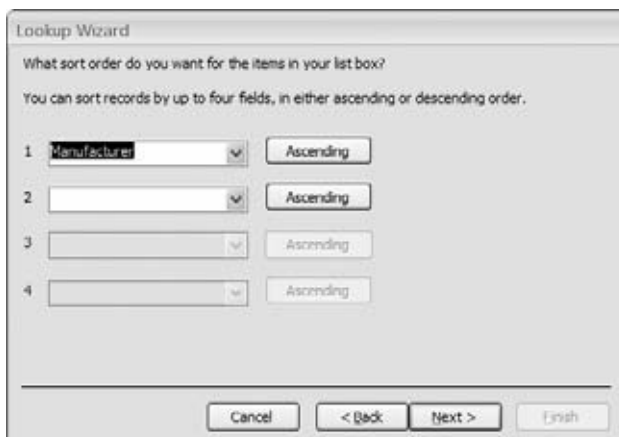 Lookup Wizard
What sort order do you want for the items in your list box?
You can sort records by up to four fields, in either ascending or descending order.
1 Manufacturer Ascending
2 Ascending
3 Ascending
4 Ascending
Cancel < Back Next > Finish